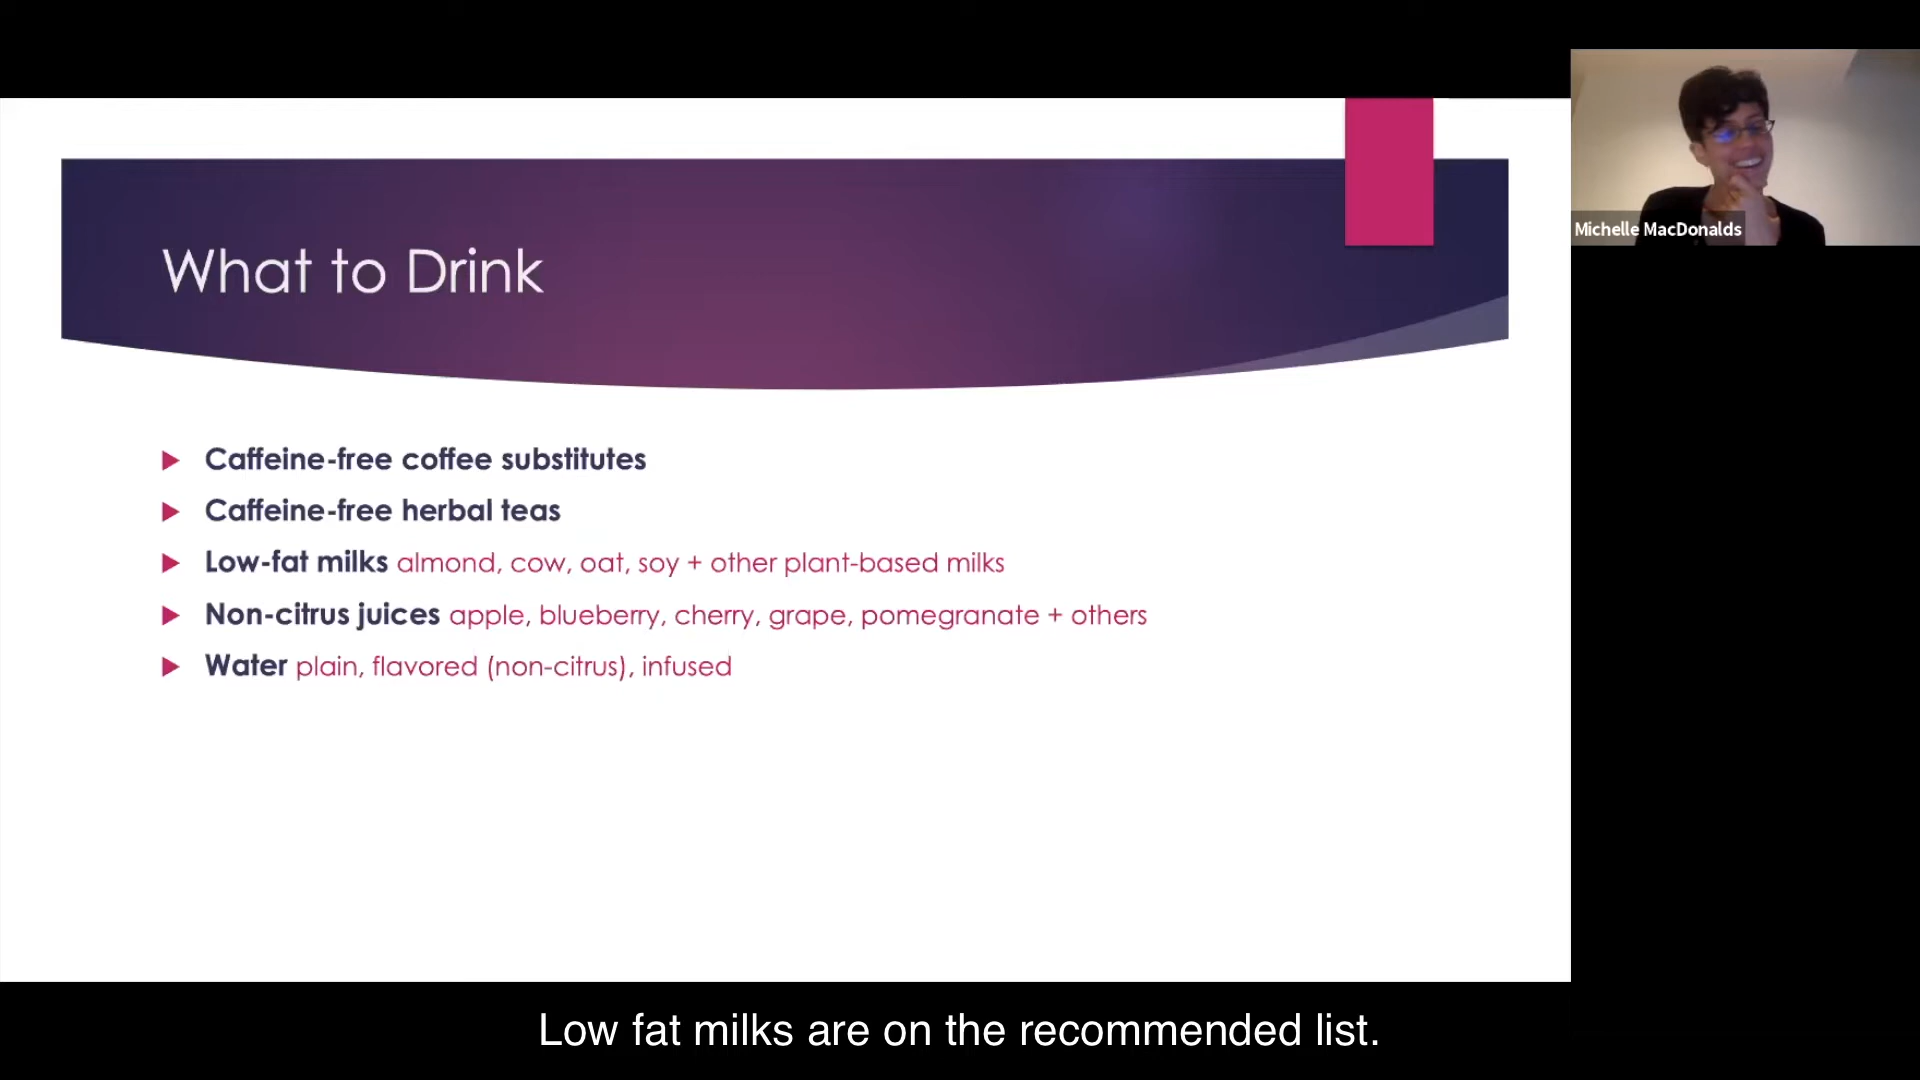 What to Drink
Michelle MacDonalds
Caffeine-free coffee substitutes
Caffeine-free herbal teas
Low-fat milks almond, cow, oat, soy + other plant-based milks
Non-citrus juices apple, blueberry, cherry, grape, pomegranate + others
Water plain, flavored (non-citrus), infused
Low fat milks are on the recommended list.